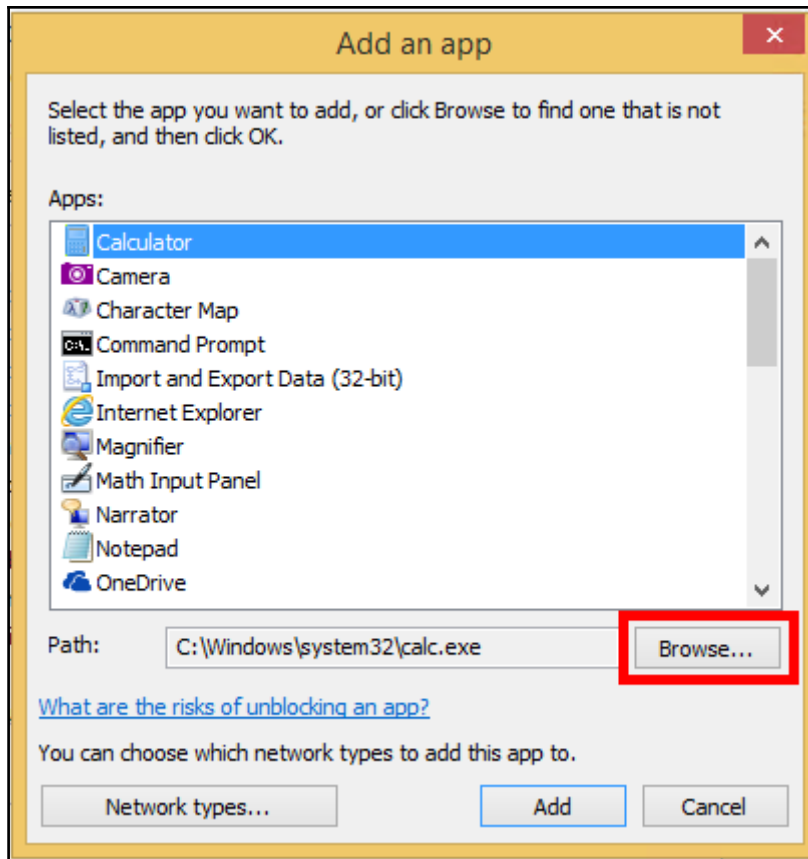 Add an app
Select the app you want to add, or click Browse to find one that is not
listed, and then click OK.
Apps:
Calculator
Camera
Character Map
Command Prompt
Import and Export Data (32-bit)
Internet Explorer
Magnifier
Math Input Panel
Narrator
Notepad
OneDrive
Path: C:\Windows\system32\calc.exe Browse...
What are the risks of unblocking an app?
You can choose which network types to add this app to.
Network types... Add Cancel